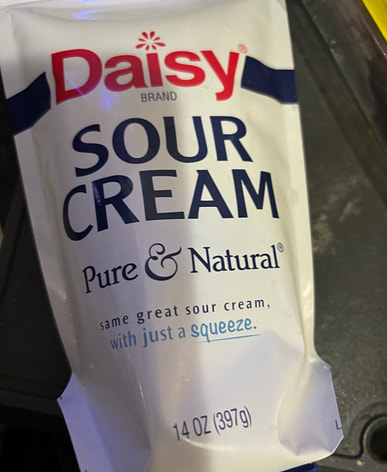 Daisy®
BRAND
SOUR
CREAM
Pure & Natural®
same great sour cream,
with just a squeeze.
14 OZ (397g)